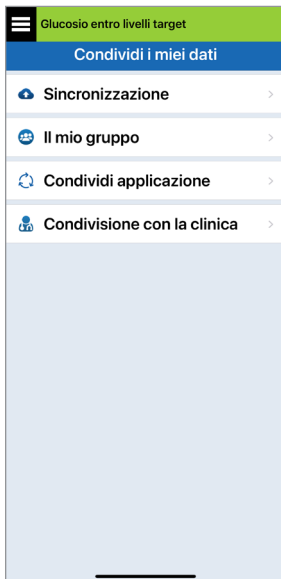 Glucosio entro livelli target
Condividi i miei dati
Sincronizzazione
Il mio gruppo
Condividi applicazione
Condivisione con la clinica